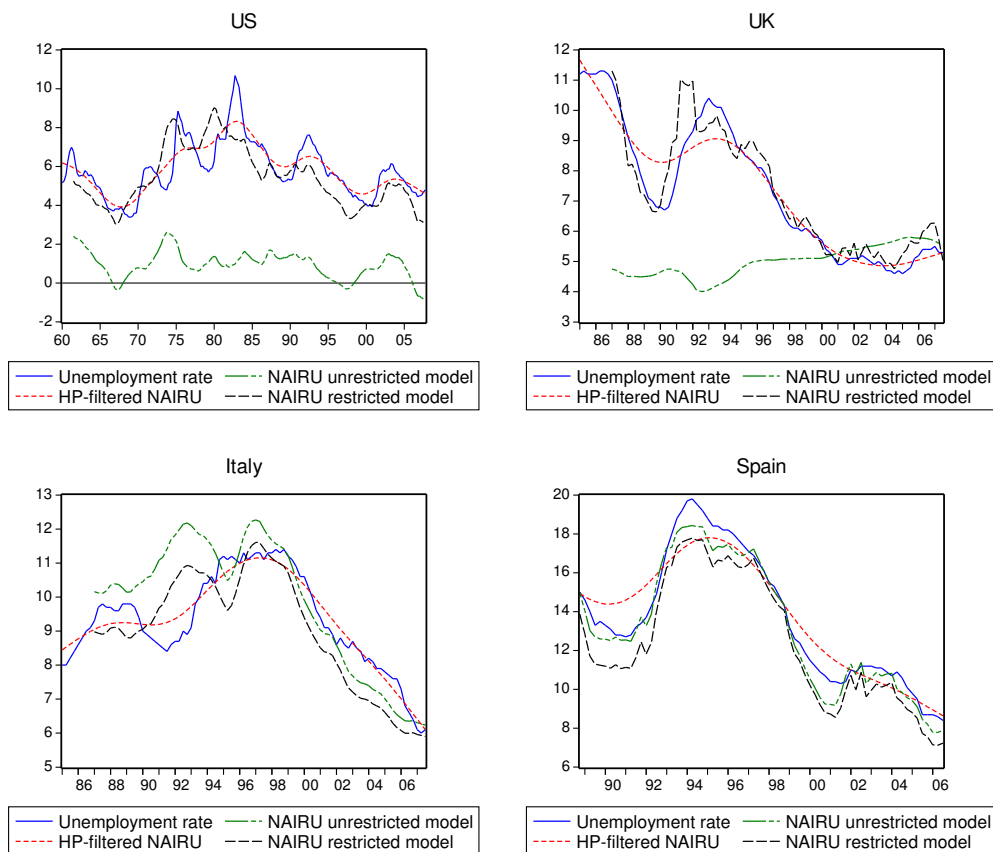 US
12
10
8
6
4
2
0
-2
60 65 70 75 80 85 90 95 00 05
Unemployment rate NAIRU unrestricted model
HP-filtered NAIRU NAIRU restricted model
UK
12
11
10
9
8
7
6
5
4
3
86 88 90 92 94 96 98 00 02 04 06
Unemployment rate NAIRU unrestricted model
HP-filtered NAIRU NAIRU restricted model
Italy
13
12
11
10
9
8
7
6
5
86 88 90 92 94 96 98 00 02 04 06
Unemployment rate NAIRU unrestricted model
HP-filtered NAIRU NAIRU restricted model
Spain
20
18
16
14
12
10
8
6
90 92 94 96 98 00 02 04 06
Unemployment rate NAIRU unrestricted model
HP-filtered NAIRU NAIRU restricted model